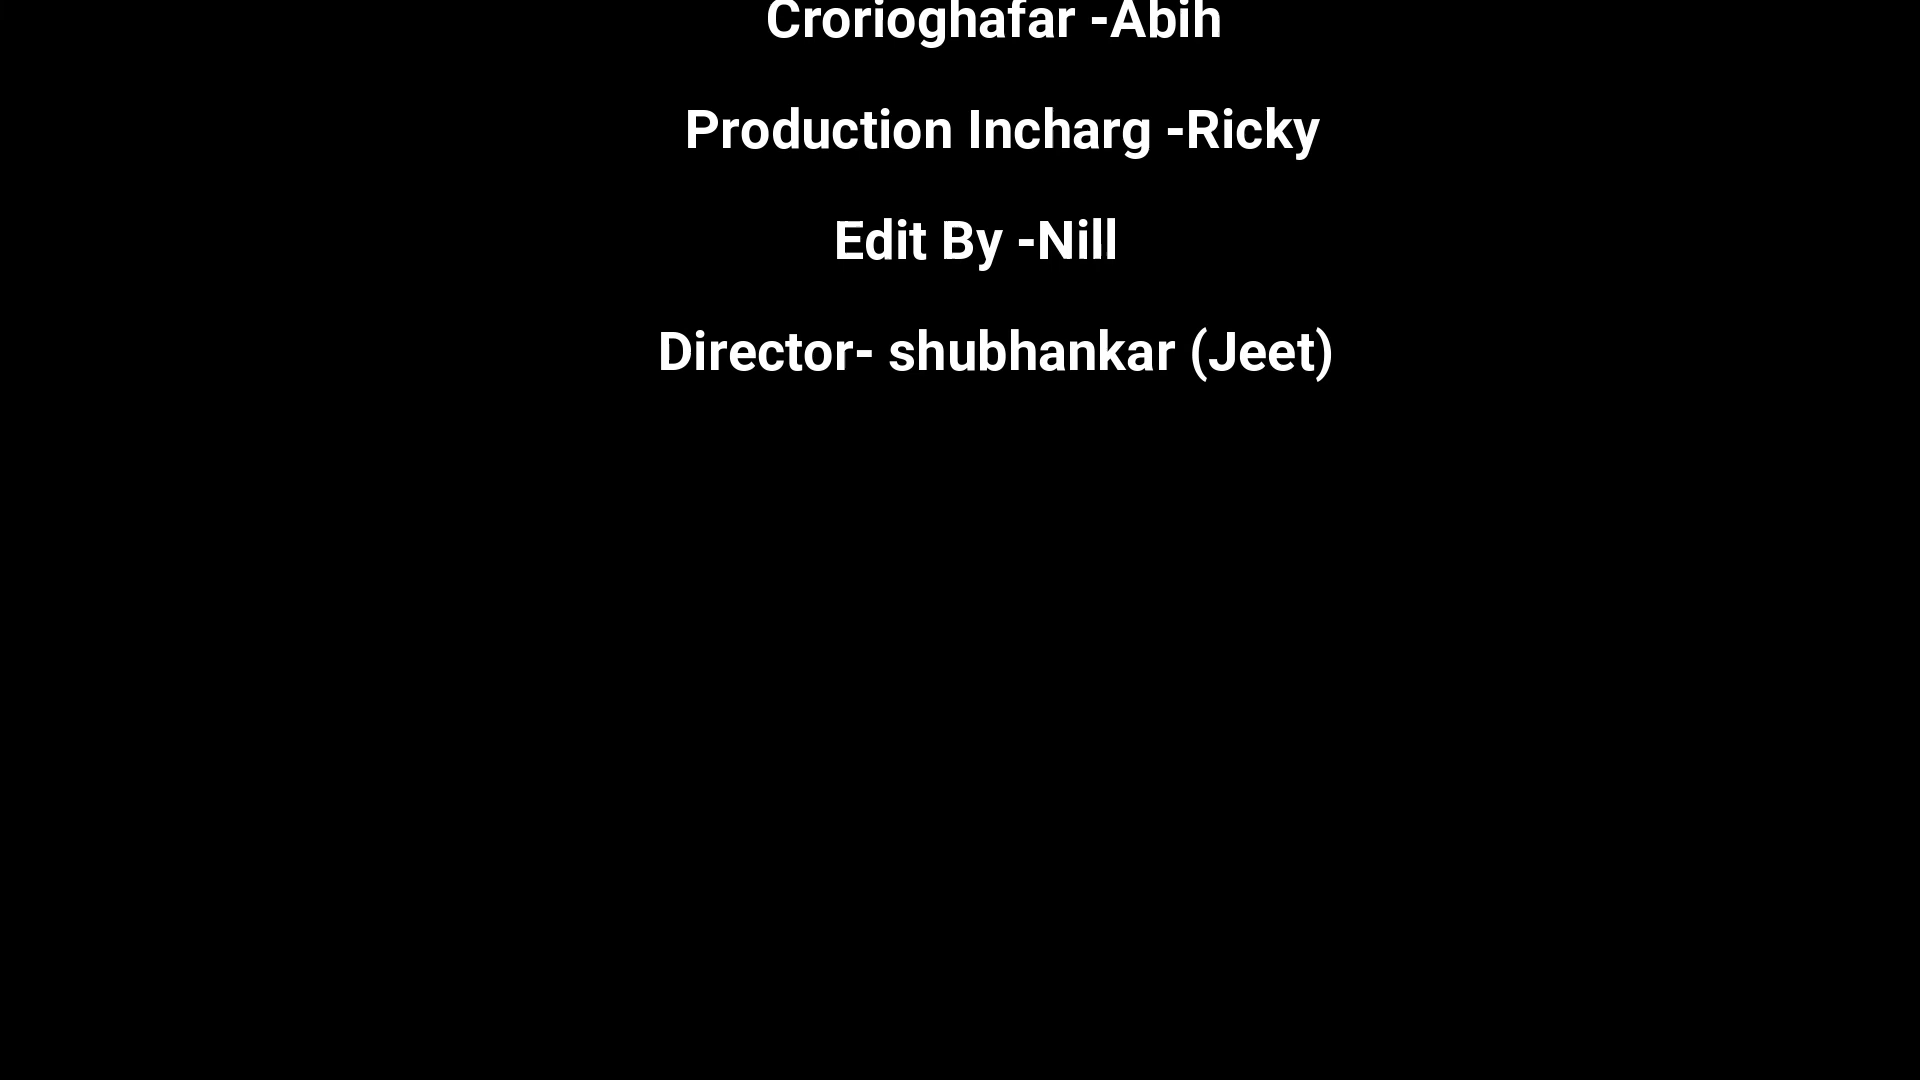 Crorioghafar -Abih
Production Incharg -Ricky
Edit By -Nill
Director- shubhankar (Jeet)